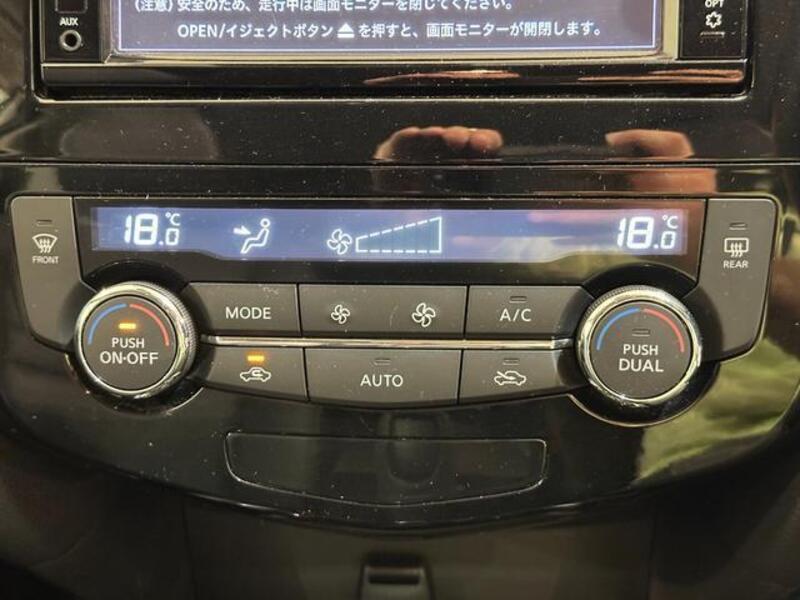 (注意)安全のため、走行中は画面モニターを閉じてください。
OPEN/イジェクトボタン⏏を押すと、画面モニターが開閉します。
AUX
OPT
18.0℃
18.0℃
FRONT
REAR
MODE
A/C
PUSH
ON·OFF
AUTO
PUSH
DUAL